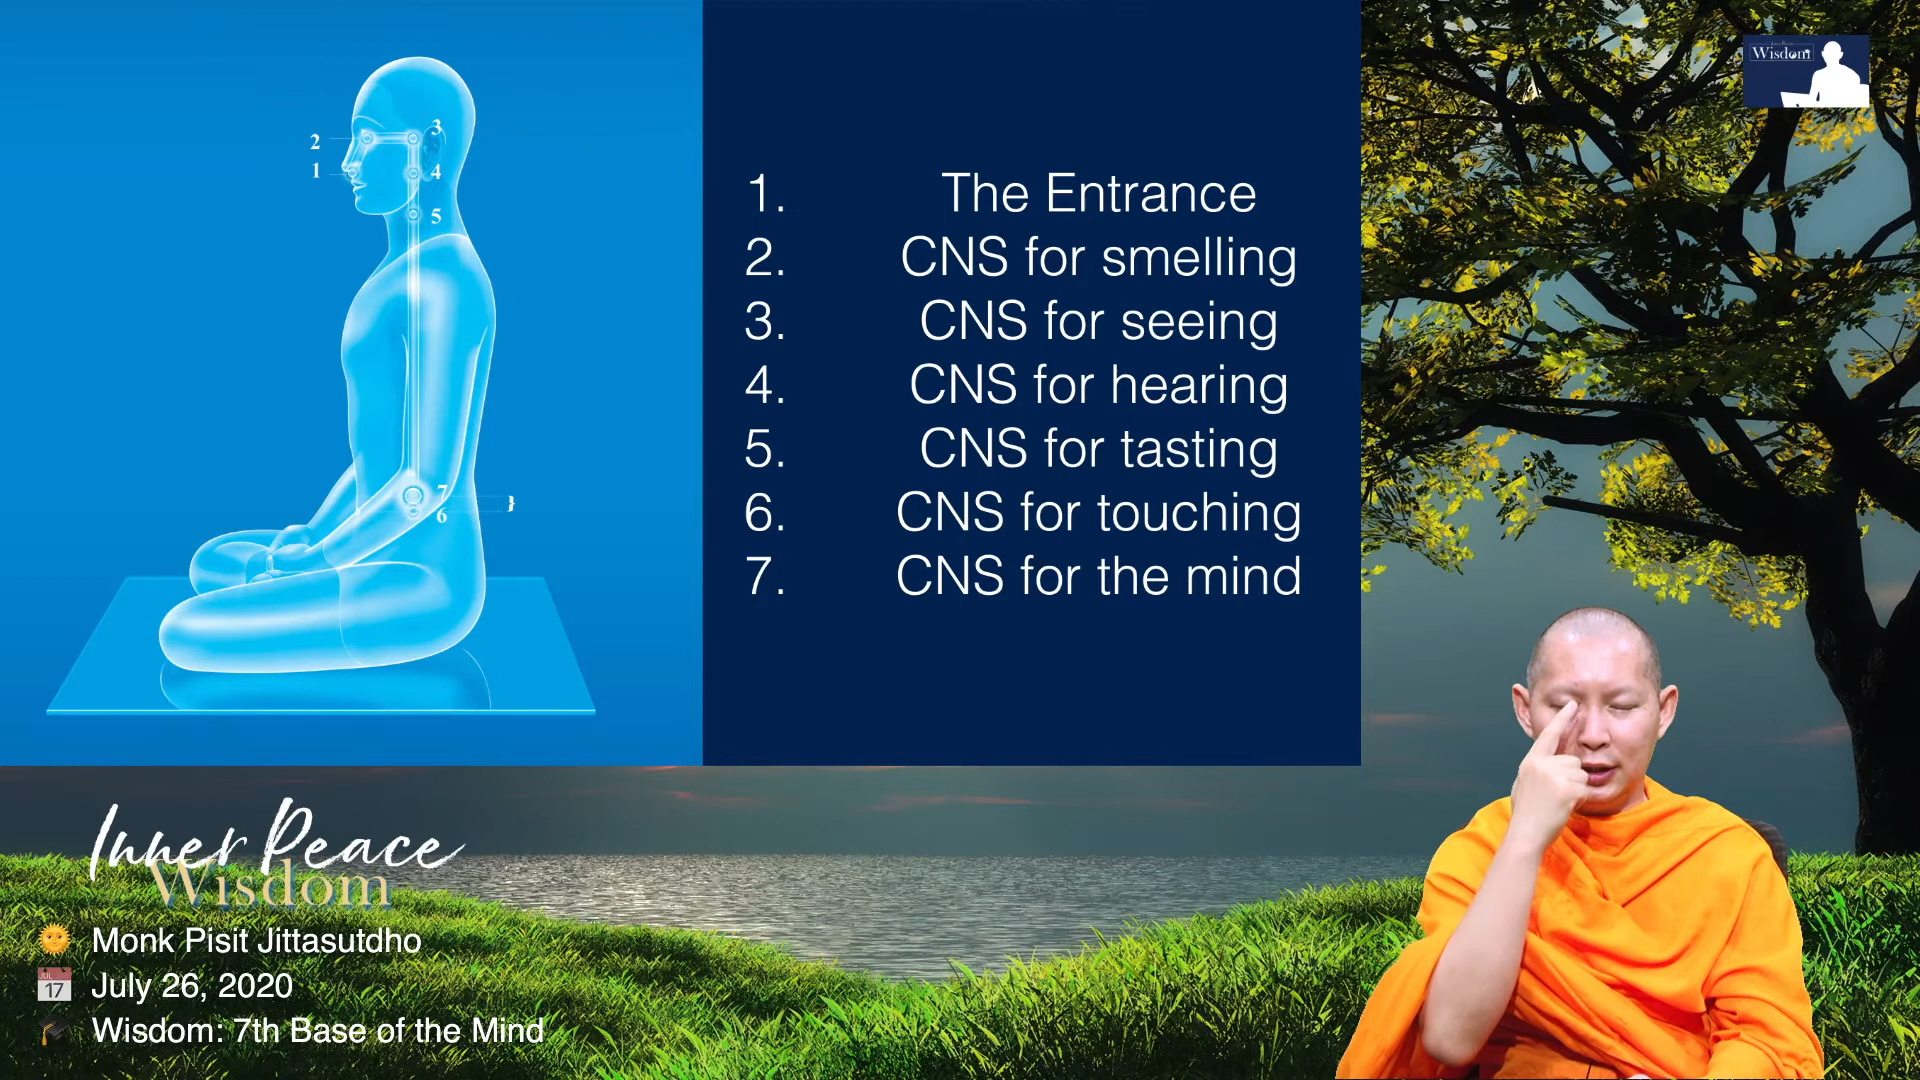 2
1
3
4
5
7
6
1. The Entrance
2. CNS for smelling
3. CNS for seeing
4. CNS for hearing
5. CNS for tasting
6. CNS for touching
7. CNS for the mind
Wisdom
Inner Peace
Wisdom
Monk Pisit Jittasutdho
JUL
17
July 26, 2020
Wisdom: 7th Base of the Mind